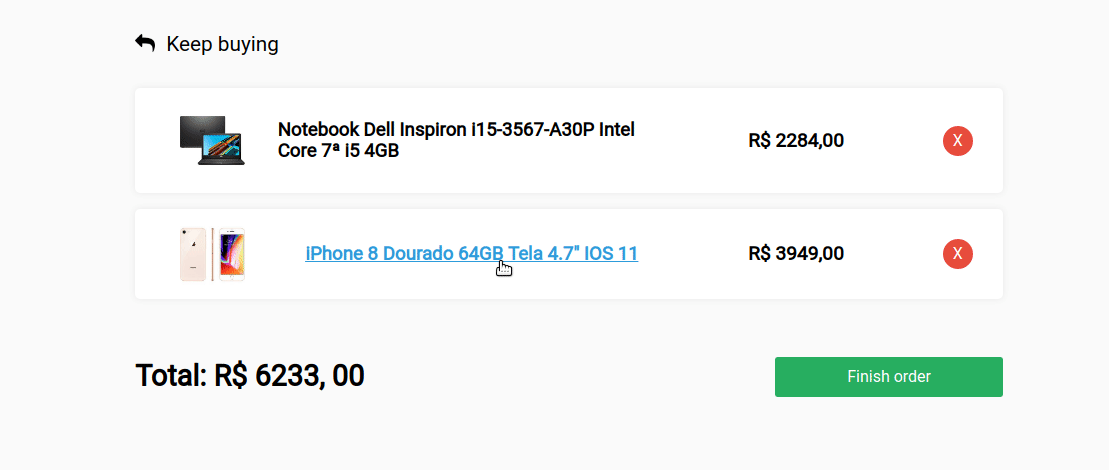 Keep buying
Notebook Dell Inspiron i15-3567-A30P Intel
Core 7ª i5 4GB
R$ 2284,00
X
iPhone 8 Dourado 64GB Tela 4.7" IOS 11
R$ 3949,00
X
Total: R$ 6233, 00
Finish order